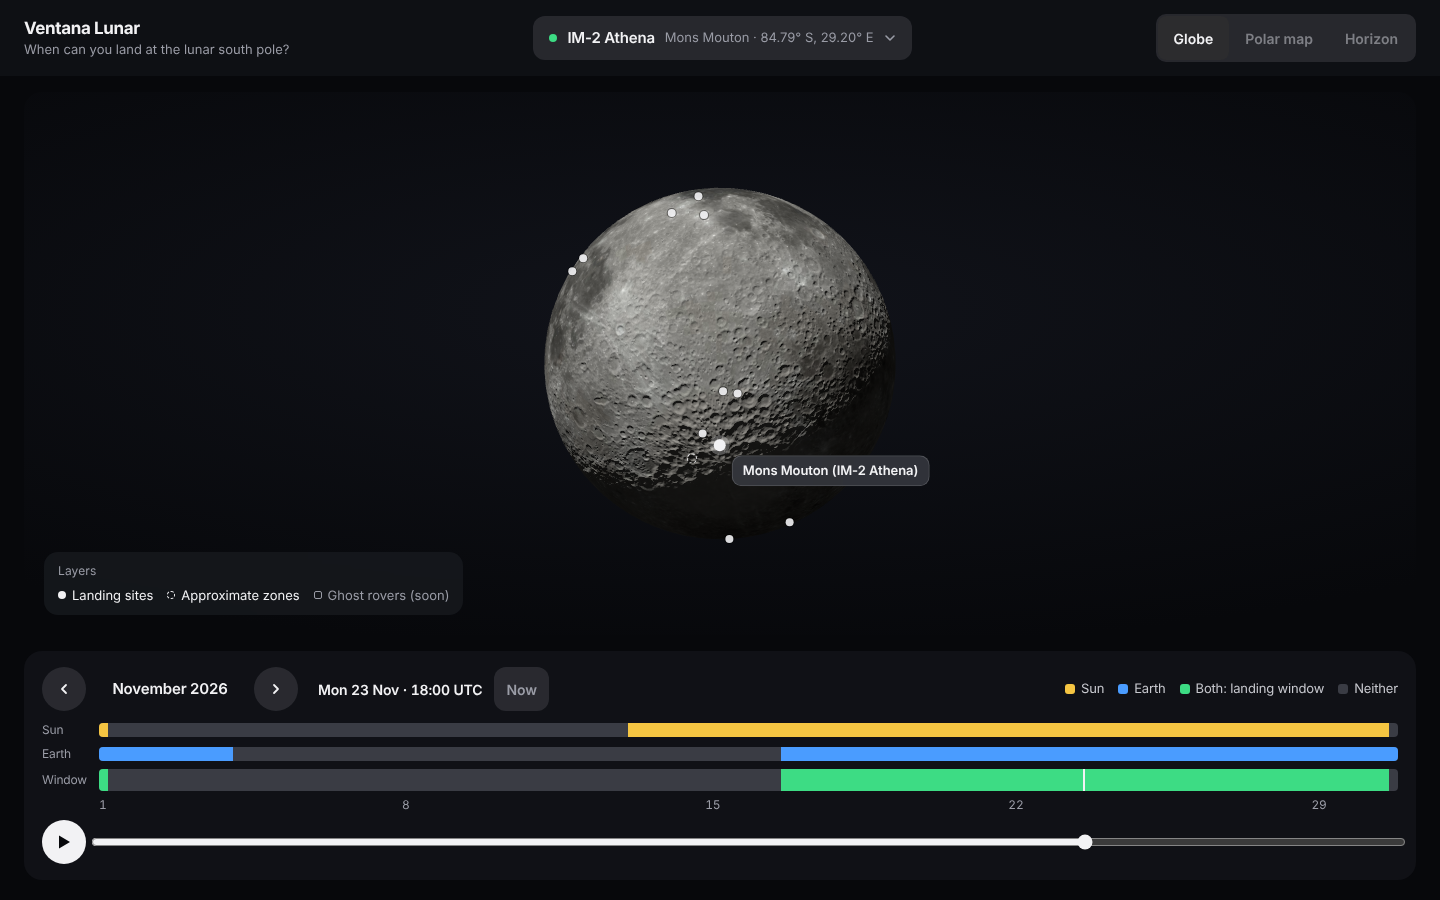 Ventana Lunar
When can you land at the lunar south pole?
IM-2 Athena Mons Mouton · 84.79° S, 29.20° E
Globe Polar map Horizon
Mons Mouton (IM-2 Athena)
Layers
Landing sites Approximate zones Ghost rovers (soon)
November 2026 Mon 23 Nov · 18:00 UTC Now
Sun Earth Both: landing window Neither
Sun
Earth
Window
1 8 15 22 29